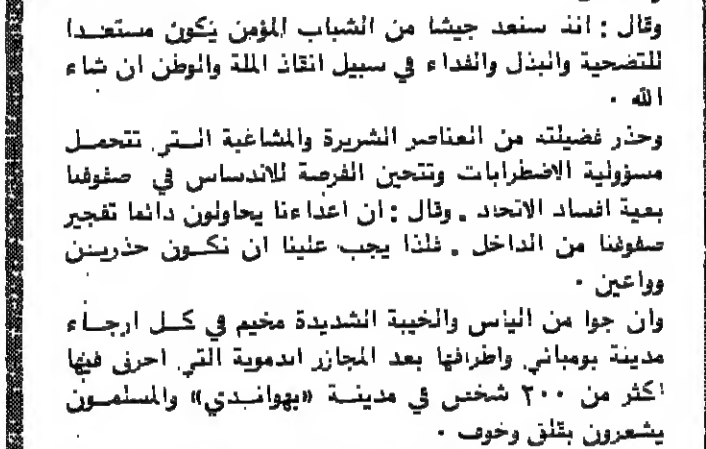 وقال : اننا سنعد جيشا من الشباب المؤمن يكون مستعدا
للتضحية والبذل والفداء في سبيل انقاذ الملة والوطن ان شاء
الله .
وحذر فضيلته من العناصر الشريرة والمشاغبة التي تتحمل
مسؤولية الاضطرابات وتتحين الفرصة للاندساس في صفوفنا
بغية افساد الاتحاد . وقال : ان اعداءنا يحاولون دائما تفجير
صفوفنا من الداخل . فلذا يجب علينا ان نكون حذرين
وواعين .
وان جوا من الياس والخيبة الشديدة مخيم في كل ارجاء
مدينة بومبائي واطرافها بعد المجازر الدموية التي احرق فيها
اكثر من ٢٠٠ شخص في مدينة «بهواندي» والمسلمون
يشعرون بقلق وخوف .